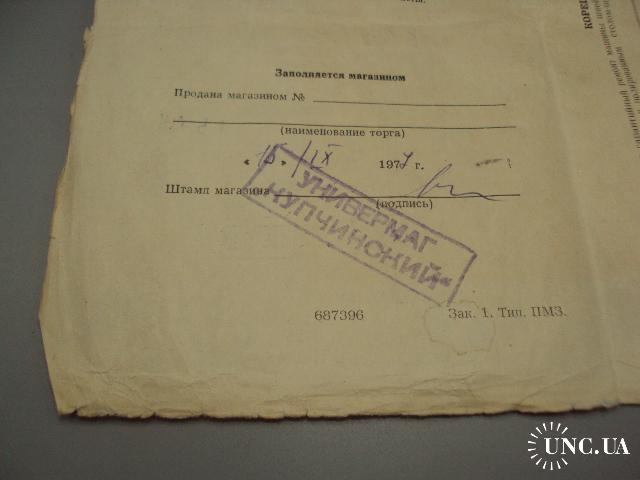 Заполняется магазином
Продана магазином №
(наименование торга)
« 15 » / IX 1977 г.
Штамп магазина
(подпись)
УНИВЕРМАГ
КУПЧИНСКИЙ“
687396
Зак. 1. Тип. ПМЗ.
UNC.UA